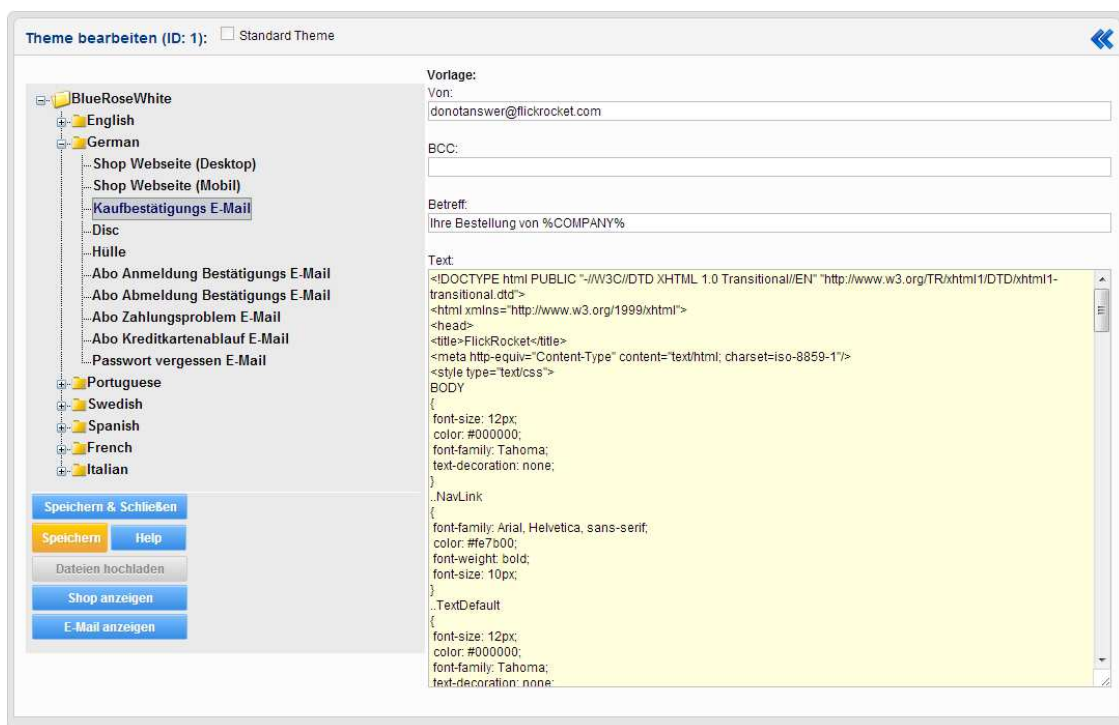 Theme bearbeiten (ID: 1): Standard Theme
BlueRoseWhite
English
German
Shop Webseite (Desktop)
Shop Webseite (Mobil)
Kaufbestätigungs E-Mail
Disc
Hülle
Abo Anmeldung Bestätigungs E-Mail
Abo Abmeldung Bestätigungs E-Mail
Abo Zahlungsproblem E-Mail
Abo Kreditkartenablauf E-Mail
Passwort vergessen E-Mail
Portuguese
Swedish
Spanish
French
Italian
Speichern & Schließen
Speichern Help
Dateien hochladen
Shop anzeigen
E-Mail anzeigen
Vorlage:
Von:
donotanswer@flickrocket.com
BCC:
Betreff:
Ihre Bestellung von %COMPANY%
Text:
<!DOCTYPE html PUBLIC "-//W3C//DTD XHTML 1.0 Transitional//EN" "http://www.w3.org/TR/xhtml1/DTD/xhtml1-
transitional.dtd">
<html xmlns="http://www.w3.org/1999/xhtml">
<head>
<title>FlickRocket</title>
<meta http-equiv="Content-Type" content="text/html; charset=iso-8859-1"/>
<style type="text/css">
BODY
{
font-size: 12px;
color: #000000;
font-family: Tahoma;
text-decoration: none;
}
..NavLink
{
font-family: Arial, Helvetica, sans-serif;
color: #fe7b00;
font-weight: bold;
font-size: 10px;
}
..TextDefault
{
font-size: 12px;
color: #000000;
font-family: Tahoma;
text-decoration: none;